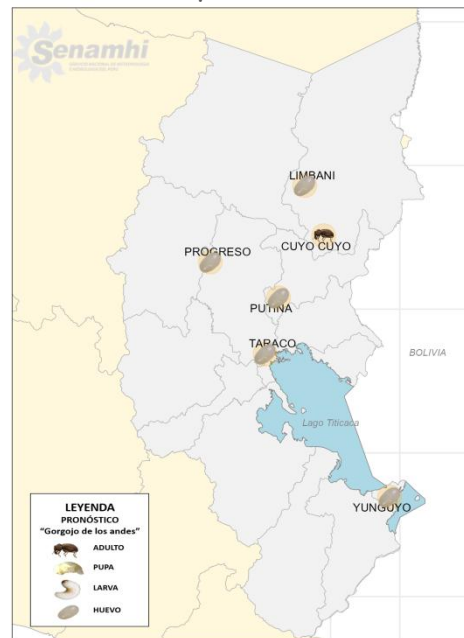 Senamhi
LIMBANI
CUYO CUYO
PROGRESO
PUTINA
TARACO
BOLIVIA
Lago Titicaca
YUNGUYO
LEYENDA
PRONÓSTICO
"Gorgojo de los andes"
ADULTO
PUPA
LARVA
HUEVO